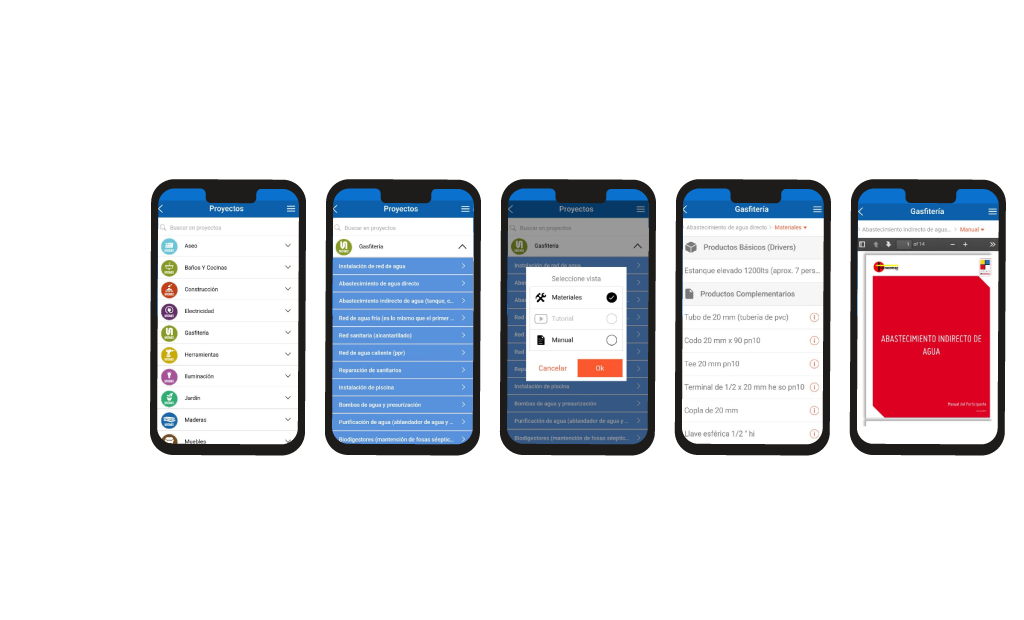 Proyectos
Buscar en proyectos
Aseo
Baños Y Cocinas
Construcción
Electricidad
Gasfitería
Herramientas
Iluminación
Jardín
Maderas
Muebles
Proyectos
Buscar en proyectos
Gasfitería
Instalación de red de agua
Abastecimiento de agua directo
Abastecimiento indirecto de agua (tanque, c...
Red de agua fría (es lo mismo que el primer ...
Red sanitaria (alcantarillado)
Red de agua caliente (ppr)
Reparación de sanitarios
Instalación de piscina
Bombas de agua y presurización
Purificación de agua (ablandador de agua y ...
Biodigestores (mantención de fosas séptic...
Proyectos
Buscar en proyectos
Gasfitería
Instalación de red de agua
Seleccione vista
Materiales
Tutorial
Manual
Cancelar
Ok
Instalación de piscina
Bombas de agua y presurización
Purificación de agua (ablandador de agua y ...
Biodigestores (mantención de fosas séptic...
Gasfitería
Abastecimiento de agua directo > Materiales
Productos Básicos (Drivers)
Estanque elevado 1200lts (aprox. 7 pers...
Productos Complementarios
Tubo de 20 mm (tuberia de pvc)
Codo 20 mm x 90 pn10
Tee 20 mm pn10
Terminal de 1/2 x 20 mm he so pn10
Copla de 20 mm
Llave esférica 1/2 " hi
Gasfitería
Abastecimiento indirecto de agua... > Manual
1 of 14
ABASTECIMIENTO INDIRECTO DE
AGUA
Manual del Participante